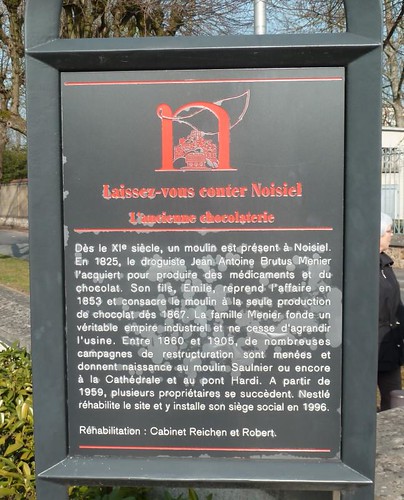 n
Laissez-vous conter Noisiel
L'ancienne chocolaterie
Dès le XIe siècle, un moulin est présent à Noisiel.
En 1825, le droguiste Jean Antoine Brutus Menier
l'acquiert pour produire des médicaments et du
chocolat. Son fils, Emile, réprend l'affaire en
1853 et consacre le moulin à la seule production
de chocolat dès 1867. La famille Menier fonde un
véritable empire industriel et ne cesse d'agrandir
l'usine. Entre 1860 et 1905, de nombreuses
campagnes de restructuration sont menées et
donnent naissance au moulin Saulnier ou encore
à la Cathédrale et au pont Hardi. A partir de
1959, plusieurs propriétaires se succèdent. Nestlé
réhabilite le site et y installe son siège social en 1996.
Réhabilitation : Cabinet Reichen et Robert.